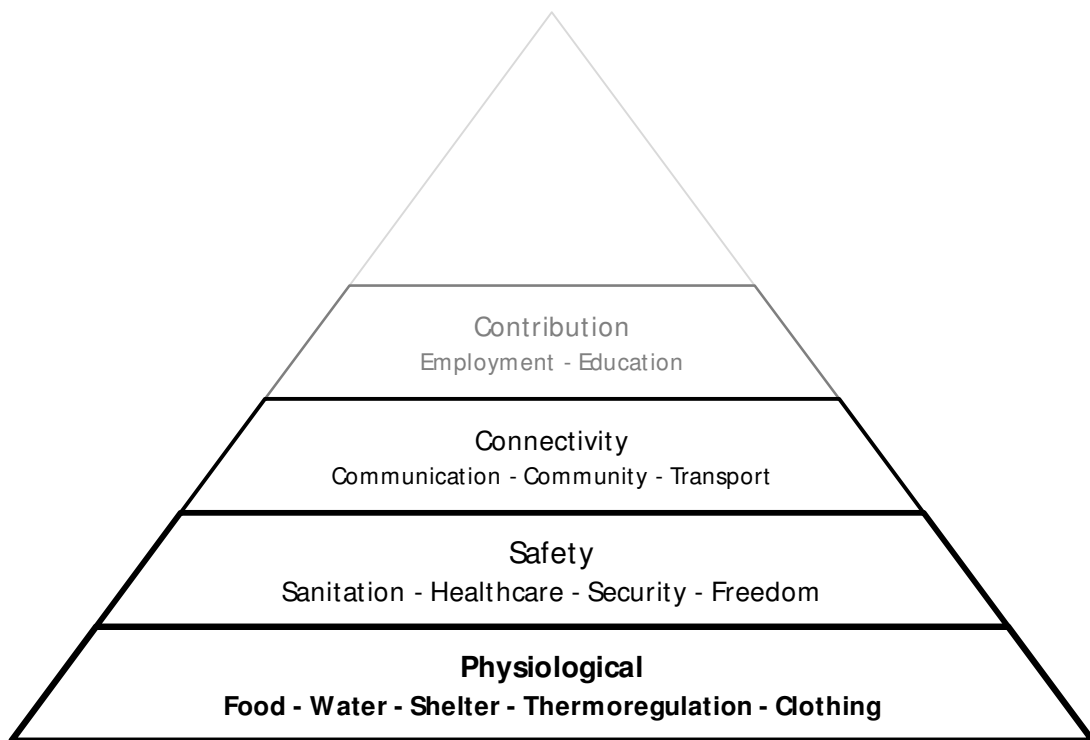 Contribution
Employment - Education
Connectivity
Communication - Community - Transport
Safety
Sanitation - Healthcare - Security - Freedom
Physiological
Food - Water - Shelter - Thermoregulation - Clothing